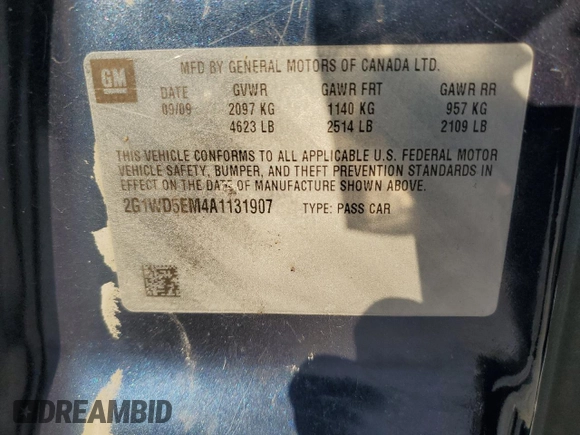 GM
MFD BY GENERAL MOTORS OF CANADA LTD.
DATE GVWR GAWR FRT GAWR RR
09/09 2097 KG 1140 KG 957 KG
4623 LB 2514 LB 2109 LB
THIS VEHICLE CONFORMS TO ALL APPLICABLE U.S. FEDERAL MOTOR
VEHICLE SAFETY, BUMPER, AND THEFT PREVENTION STANDARDS IN
EFFECT ON THE DATE OF MANUFACTURE SHOWN ABOVE.
2G1WD5EM4A1131907 TYPE: PASS CAR
DREAMBID